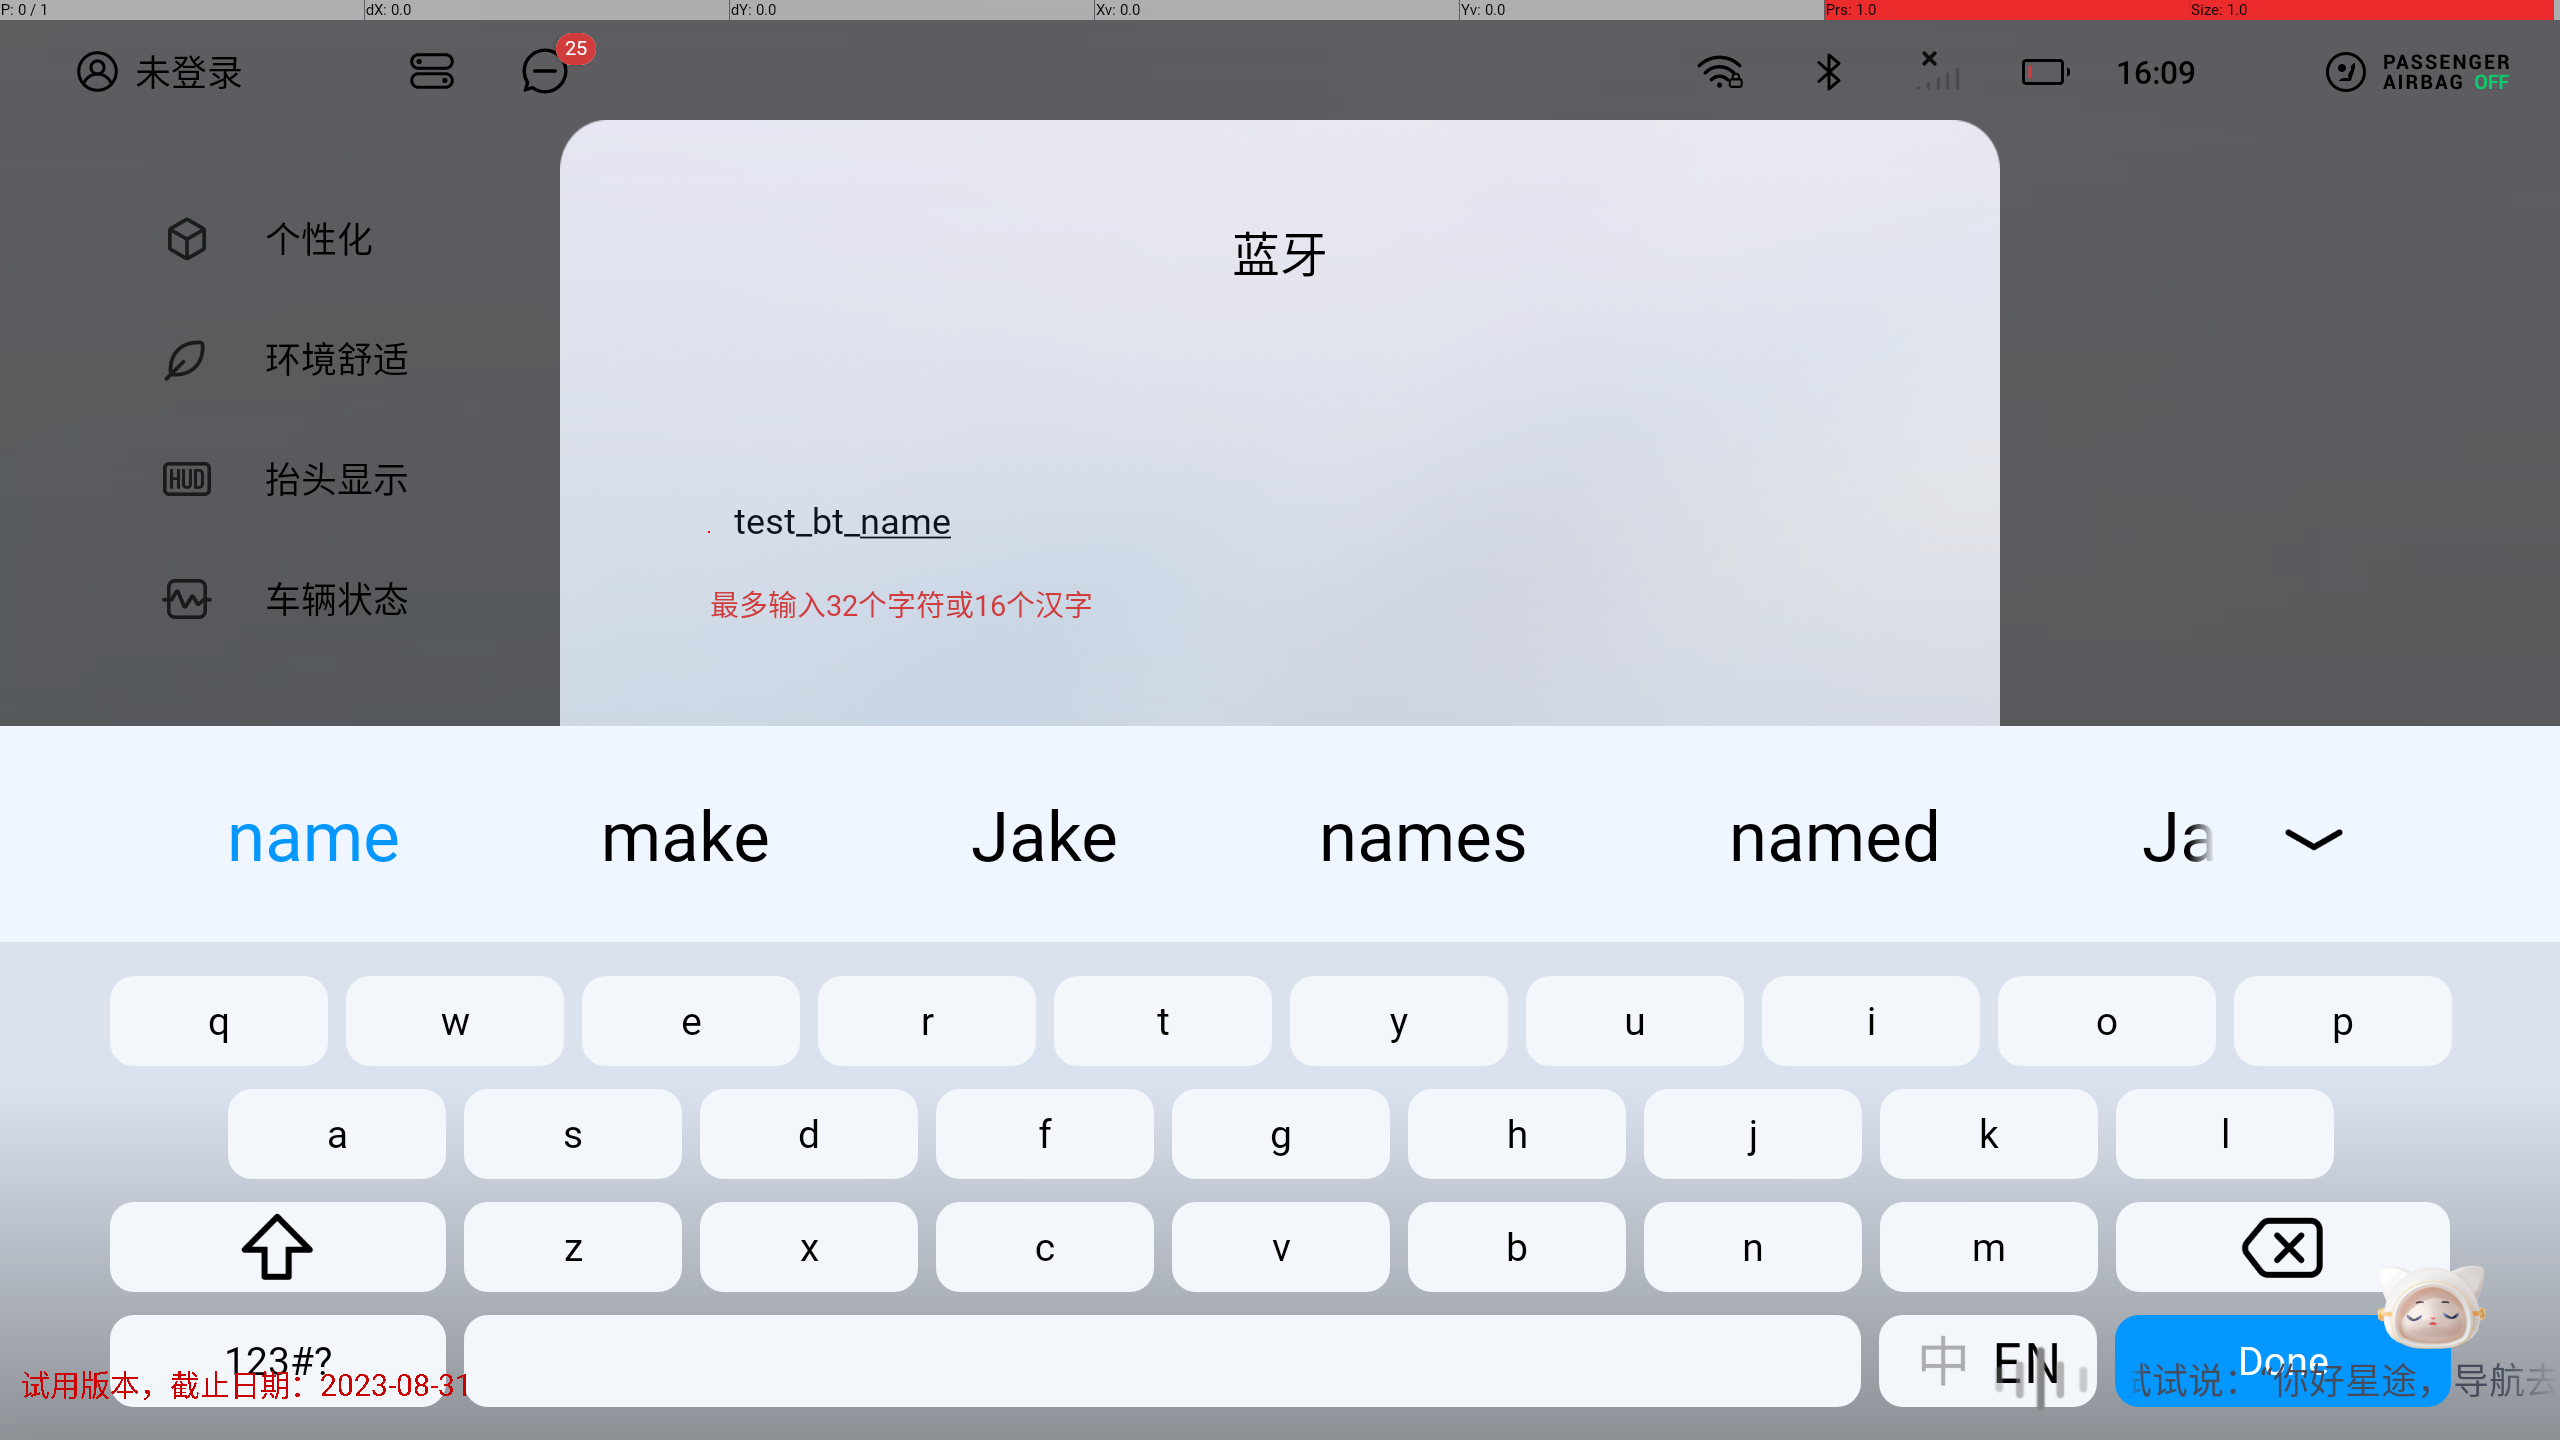 P: 0 / 1 dX: 0.0 dY: 0.0 Xv: 0.0 Yv: 0.0 Prs: 1.0 Size: 1.0
未登录 25 16:09 PASSENGER AIRBAG OFF
个性化
环境舒适
HUD 抬头显示
车辆状态
蓝牙
test_bt_name
最多输入32个字符或16个汉字
name make Jake names named Ja
q w e r t y u i o p
a s d f g h j k l
z x c v b n m
123#? 中 EN Done
试用版本，截止日期：2023-08-31
试试说：“你好星途，导航去